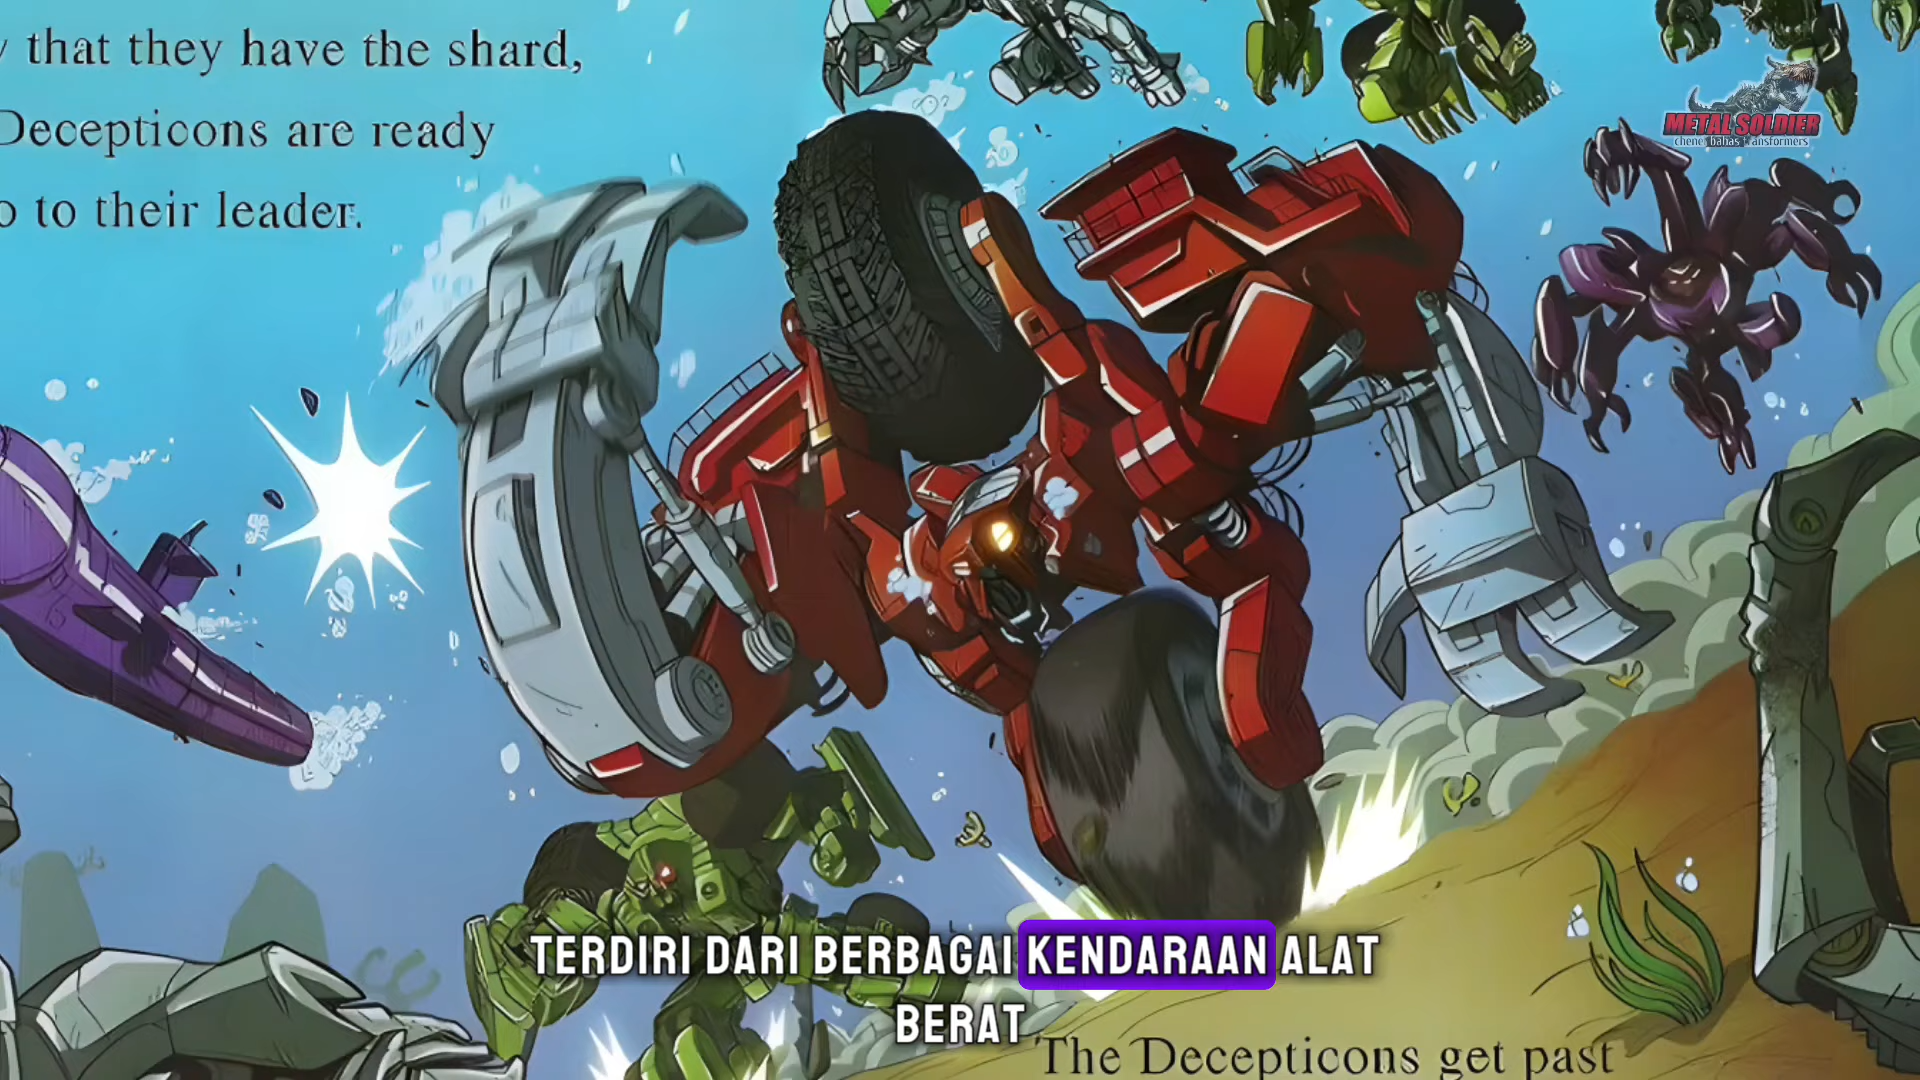 that they have the shard,
Decepticons are ready
to their leader.
METAL SOLDIER
TERDIRI DARI BERBAGAI KENDARAAN ALAT
BERAT
The Decepticons get past